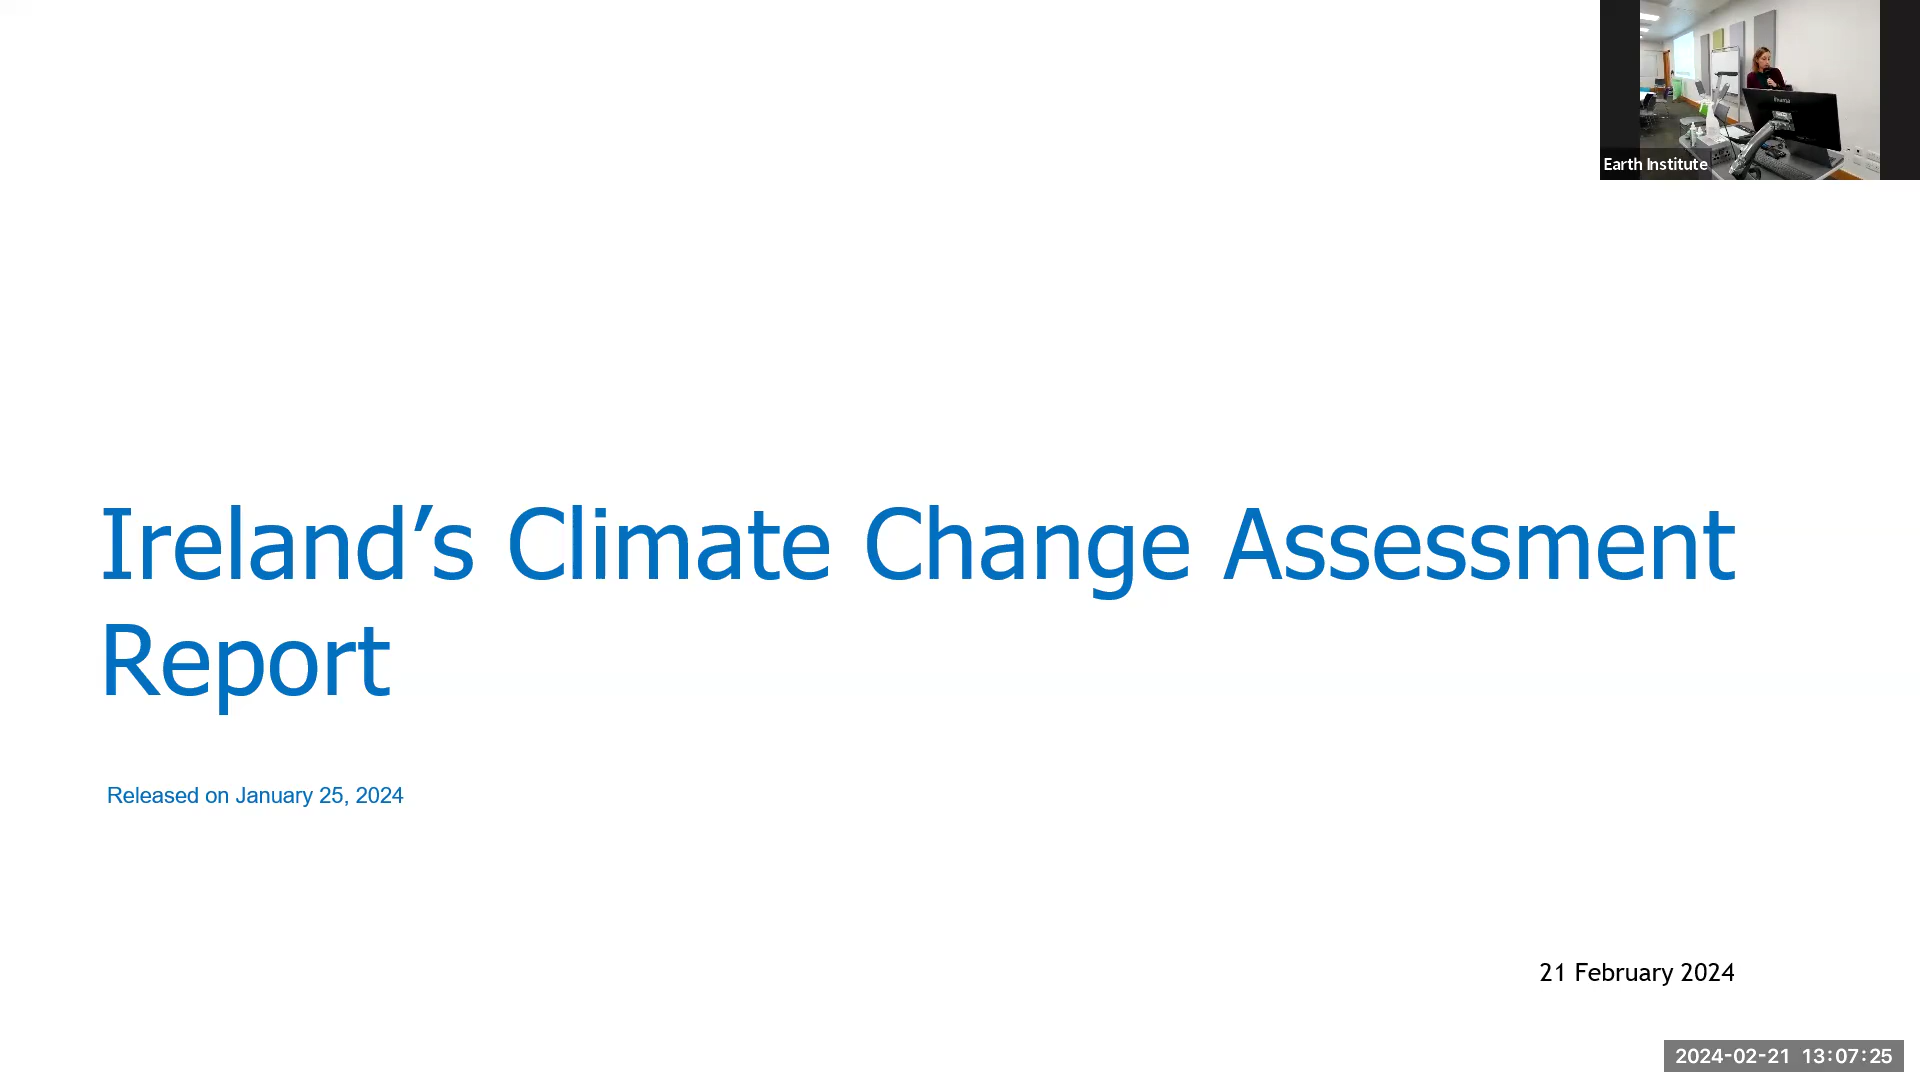 Earth Institute
Ireland’s Climate Change Assessment
Report
Released on January 25, 2024
21 February 2024
2024-02-21 13:07:25